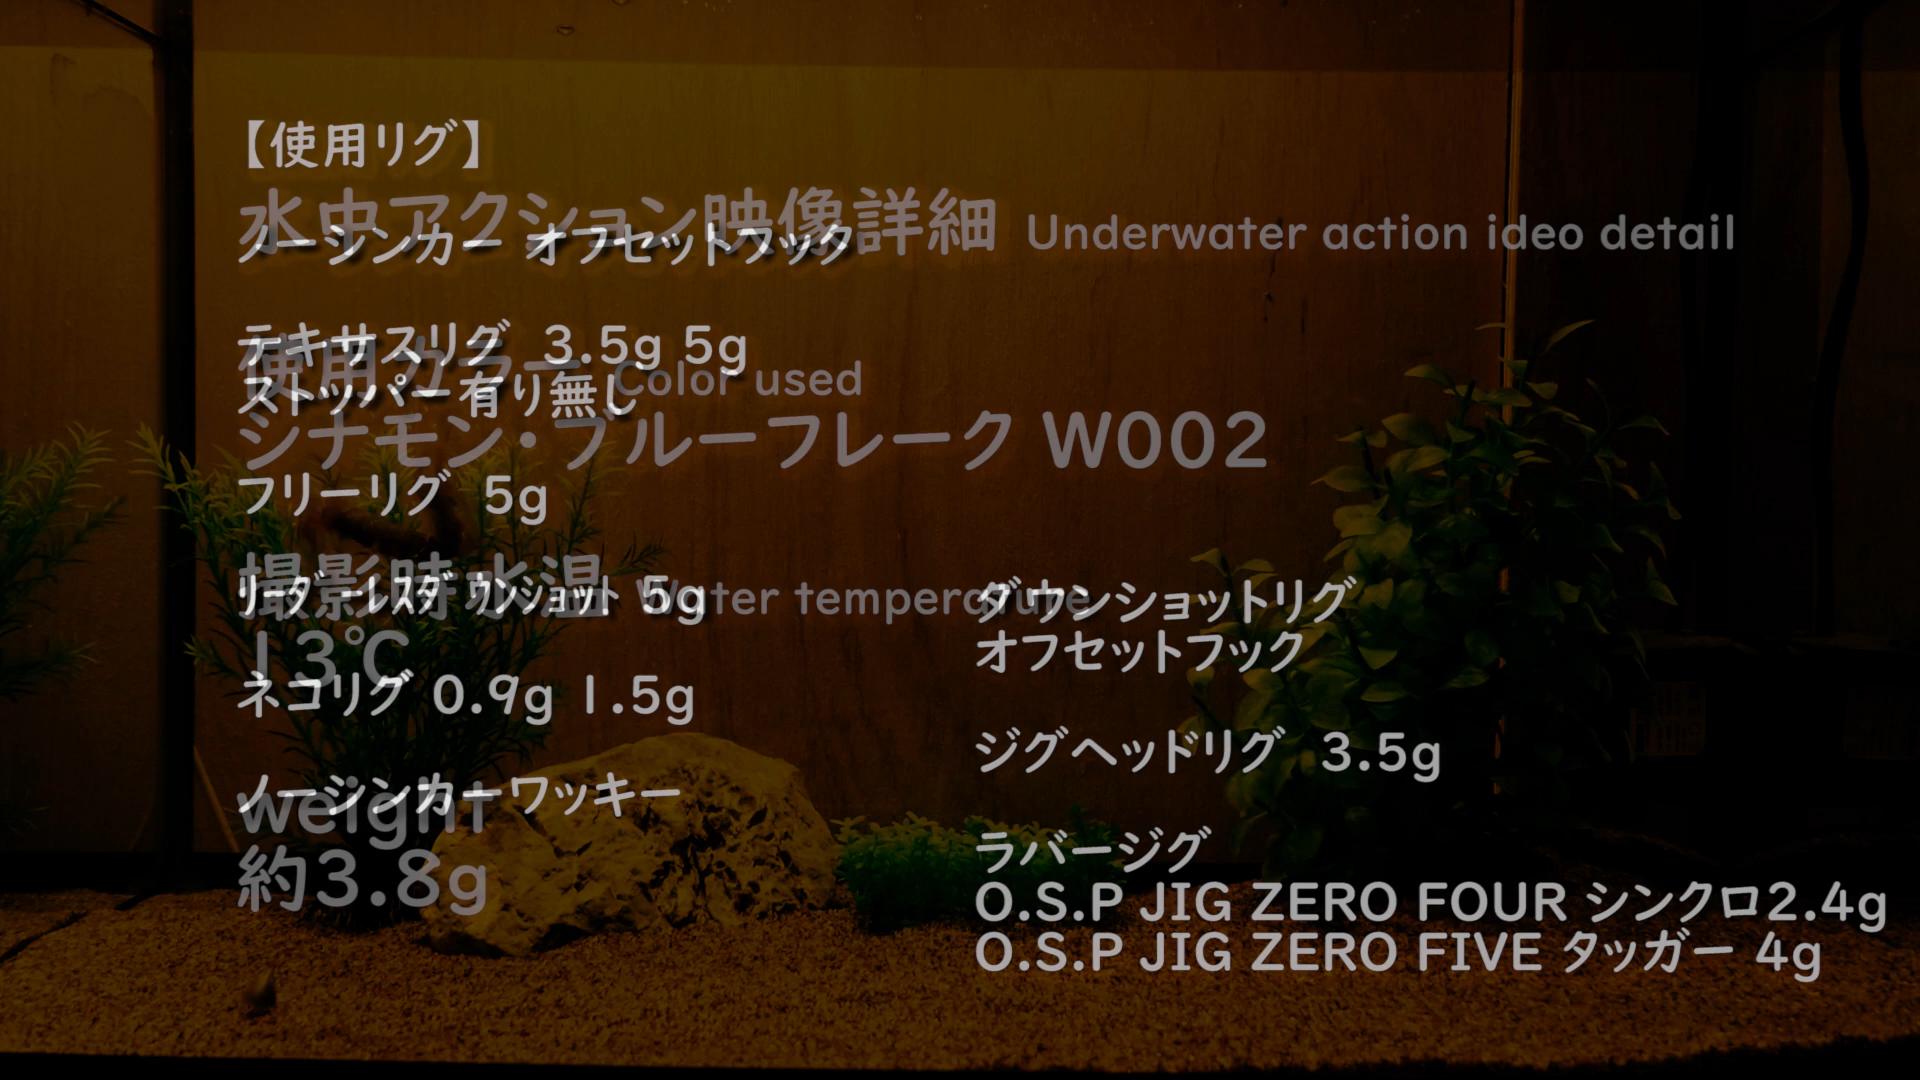 【使用リグ】
水中アクション映像詳細 Underwater action ideo detail
ノーシンカー オフセットフック
テキサスリグ 3.5g 5g
使用カラー Color used
ストッパー有り無し
シナモン・ブルーフレーク W002
フリーリグ 5g
撮影時水温 Water temperature
リーダーレスダウンショット 5g
13℃
ネコリグ 0.9g 1.5g
ノーシンカーワッキー
weight
約3.8g
ダウンショットリグ
オフセットフック
ジグヘッドリグ 3.5g
ラバージグ
O.S.P JIG ZERO FOUR シンクロ2.4g
O.S.P JIG ZERO FIVE タッガー 4g